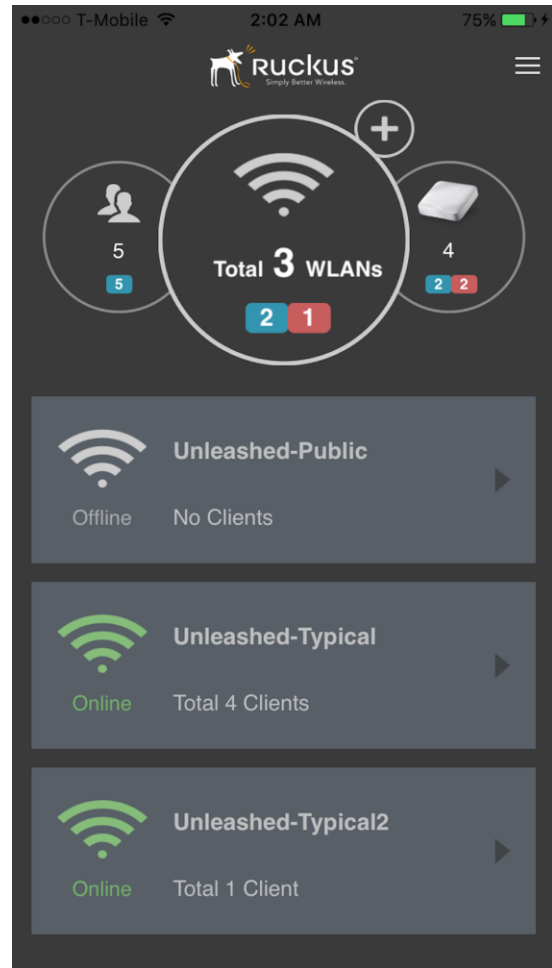 T-Mobile 2:02 AM 75%
Ruckus
Simply Better Wireless.
5
5
Total 3 WLANs
2 1
4
2 2
Unleashed-Public
Offline No Clients
Unleashed-Typical
Online Total 4 Clients
Unleashed-Typical2
Online Total 1 Client